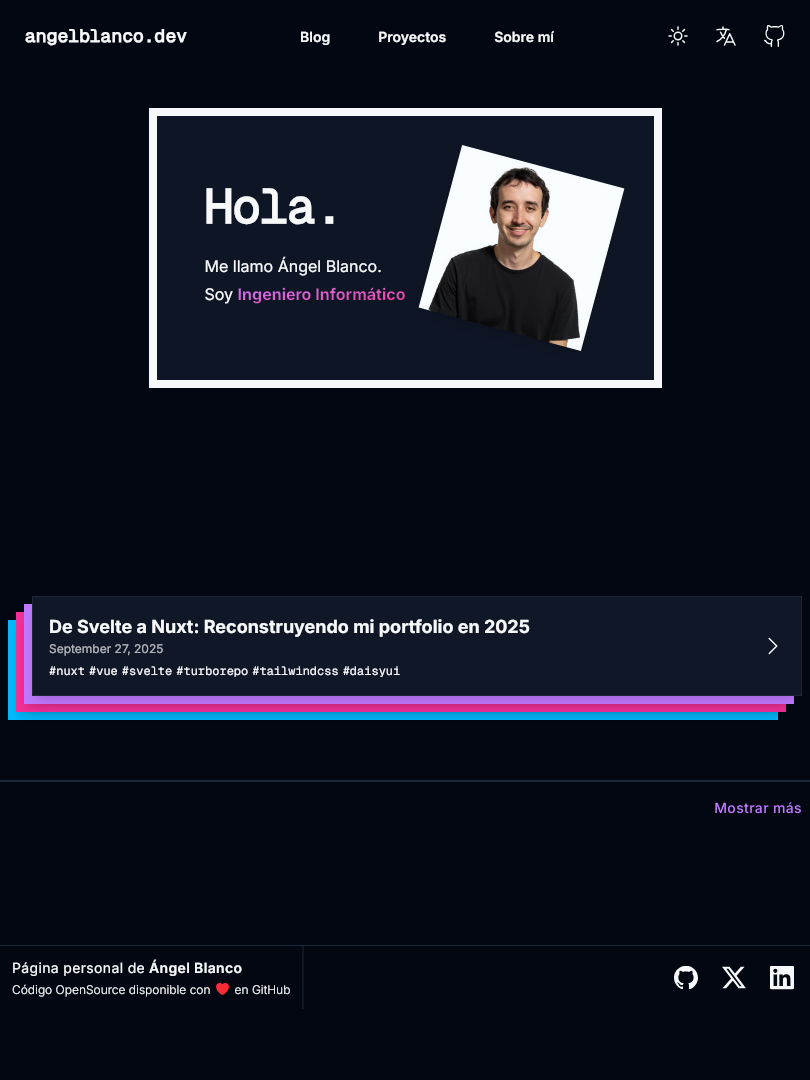 angelblanco.dev
Blog
Proyectos
Sobre mí
Hola.
Me llamo Ángel Blanco.
Soy Ingeniero Informático
De Svelte a Nuxt: Reconstruyendo mi portfolio en 2025
September 27, 2025
#nuxt #vue #svelte #turborepo #tailwindcss #daisyui
Mostrar más
Página personal de Ángel Blanco
Código OpenSource disponible con ❤️ en GitHub